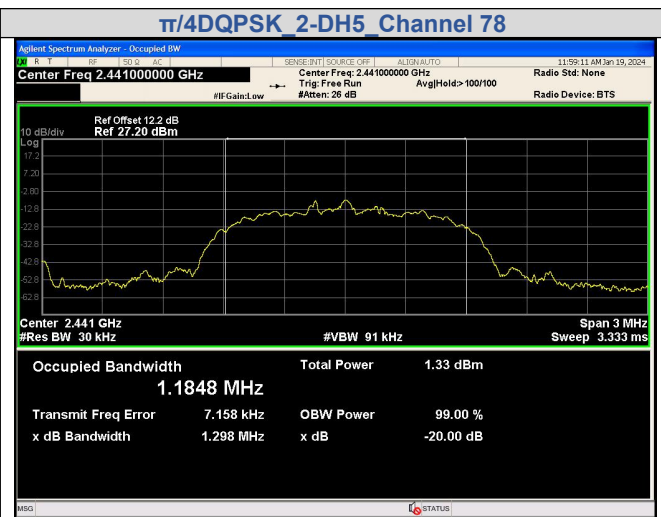 π/4DQPSK_2-DH5_Channel 78
Agilent Spectrum Analyzer - Occupied BW
LXI R T RF 50 Ω AC SENSE:INT SOURCE OFF ALIGN AUTO 11:59:11 AM Jan 19, 2024
Center Freq 2.441000000 GHz Center Freq: 2.441000000 GHz Radio Std: None
Trig: Free Run Avg|Hold:>100/100
#IFGain:Low #Atten: 26 dB Radio Device: BTS
Ref Offset 12.2 dB
10 dB/div Ref 27.20 dBm
Log
17.2
7.20
-2.80
-12.8
-22.8
-32.8
-42.8
-52.8
-62.8
Center 2.441 GHz Span 3 MHz
#Res BW 30 kHz #VBW 91 kHz Sweep 3.333 ms
Occupied Bandwidth Total Power 1.33 dBm
1.1848 MHz
Transmit Freq Error 7.158 kHz OBW Power 99.00 %
x dB Bandwidth 1.298 MHz x dB -20.00 dB
MSG STATUS